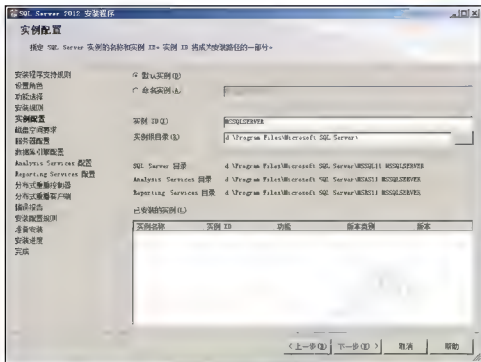 SQL Server 2012 安装程序
实例配置
指定 SQL Server 实例的名称和实例 ID。实例 ID 将成为安装路径的一部分。
安装程序支持规则
设置角色
功能选择
安装规则
实例配置
磁盘空间要求
服务器配置
数据库引擎配置
Analysis Services 配置
Reporting Services 配置
分布式重播控制器
分布式重播客户端
错误报告
安装配置规则
准备安装
安装进度
完成
默认实例(D)
命名实例(A)
实例 ID(I)
MSSQLSERVER
实例根目录(R)
d:\Program Files\Microsoft SQL Server\
SQL Server 目录
d:\Program Files\Microsoft SQL Server\MSSQL11.MSSQLSERVER
Analysis Services 目录
d:\Program Files\Microsoft SQL Server\MSAS11.MSSQLSERVER
Reporting Services 目录
d:\Program Files\Microsoft SQL Server\MSRS11.MSSQLSERVER
已安装的实例(L)
实例名称 实例 ID 功能 版本类别 版本
<上一步(B) 下一步(N)> 取消 帮助